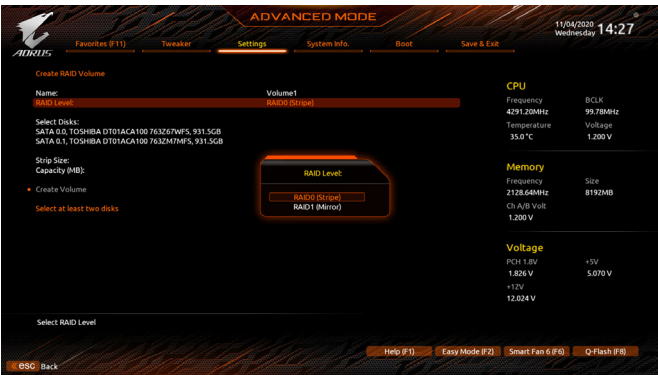 ADVANCED MODE
11/04/2020 Wednesday 14:27
AORUS
Favorites (F11) Tweaker Settings System Info. Boot Save & Exit
Create RAID Volume
Name: Volume1
RAID Level: RAID0 (Stripe)
Select Disks:
SATA 0.0, TOSHIBA DT01ACA100 763Z67WFS, 931.5GB
SATA 0.1, TOSHIBA DT01ACA100 763ZM7MFS, 931.5GB
Strip Size:
Capacity (MB):
Create Volume
Select at least two disks
RAID Level:
RAID0 (Stripe)
RAID1 (Mirror)
CPU
Frequency BCLK
4291.20MHz 99.78MHz
Temperature Voltage
35.0 °C 1.200 V
Memory
Frequency Size
2128.64MHz 8192MB
Ch A/B Volt
1.200 V
Voltage
PCH 1.8V +5V
1.826 V 5.070 V
+12V
12.024 V
Select RAID Level
Help (F1) Easy Mode (F2) Smart Fan 6 (F6) Q-Flash (F8)
esc Back